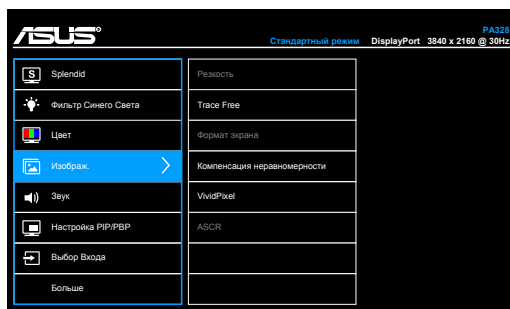 ASUS
PA328
Стандартный режим DisplayPort 3840 x 2160 @ 30Hz
S Splendid
Фильтр Синего Света
Цвет
Изображ.
Звук
Настройка PIP/PBP
Выбор Входа
Больше
Резкость
Trace Free
Формат экрана
Компенсация неравномерности
VividPixel
ASCR